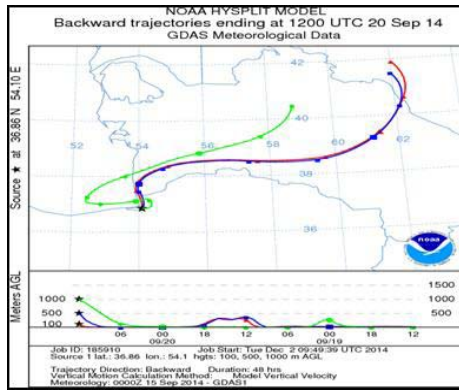 NOAA HYSPLIT MODEL
Backward trajectories ending at 1200 UTC 20 Sep 14
GDAS Meteorological Data
Source ★ at 36.86 N 54.10 E
42
40
52 54 56 58 60 62
38
36
noaa
Meters AGL
1500
1000 1000
500 500
100
06 00 18 12 06 00 18 12
09/20 09/19
Job ID: 185910 Job Start: Tue Dec 2 09:49:39 UTC 2014
Source 1 lat.: 36.86 lon.: 54.1 hgts: 100, 500, 1000 m AGL
Trajectory Direction: Backward Duration: 48 hrs
Vertical Motion Calculation Method: Model Vertical Velocity
Meteorology: 0000Z 15 Sep 2014 - GDAS1